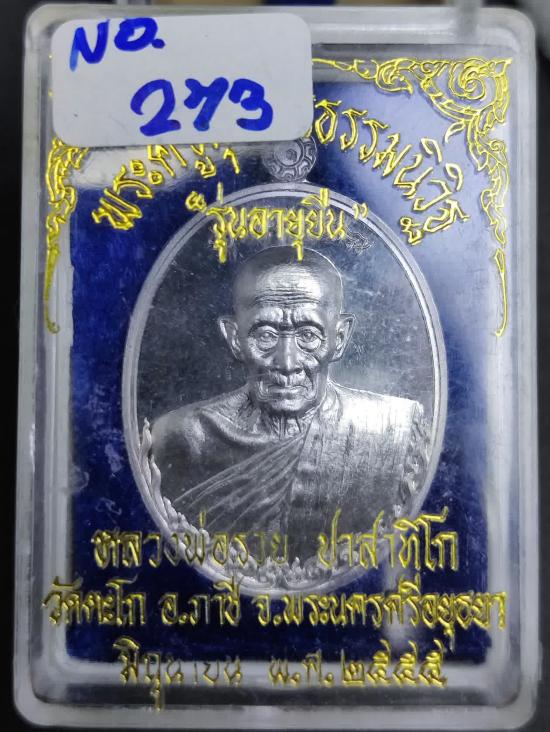 NO.
273
"รุ่นอายุยืน"
หลวงพ่อรวย ปาสาทิโก
วัดตะโก อ.ภาชี จ.พระนครศรีอยุธยา
มิถุนายน พ.ศ.๒๕๕๕